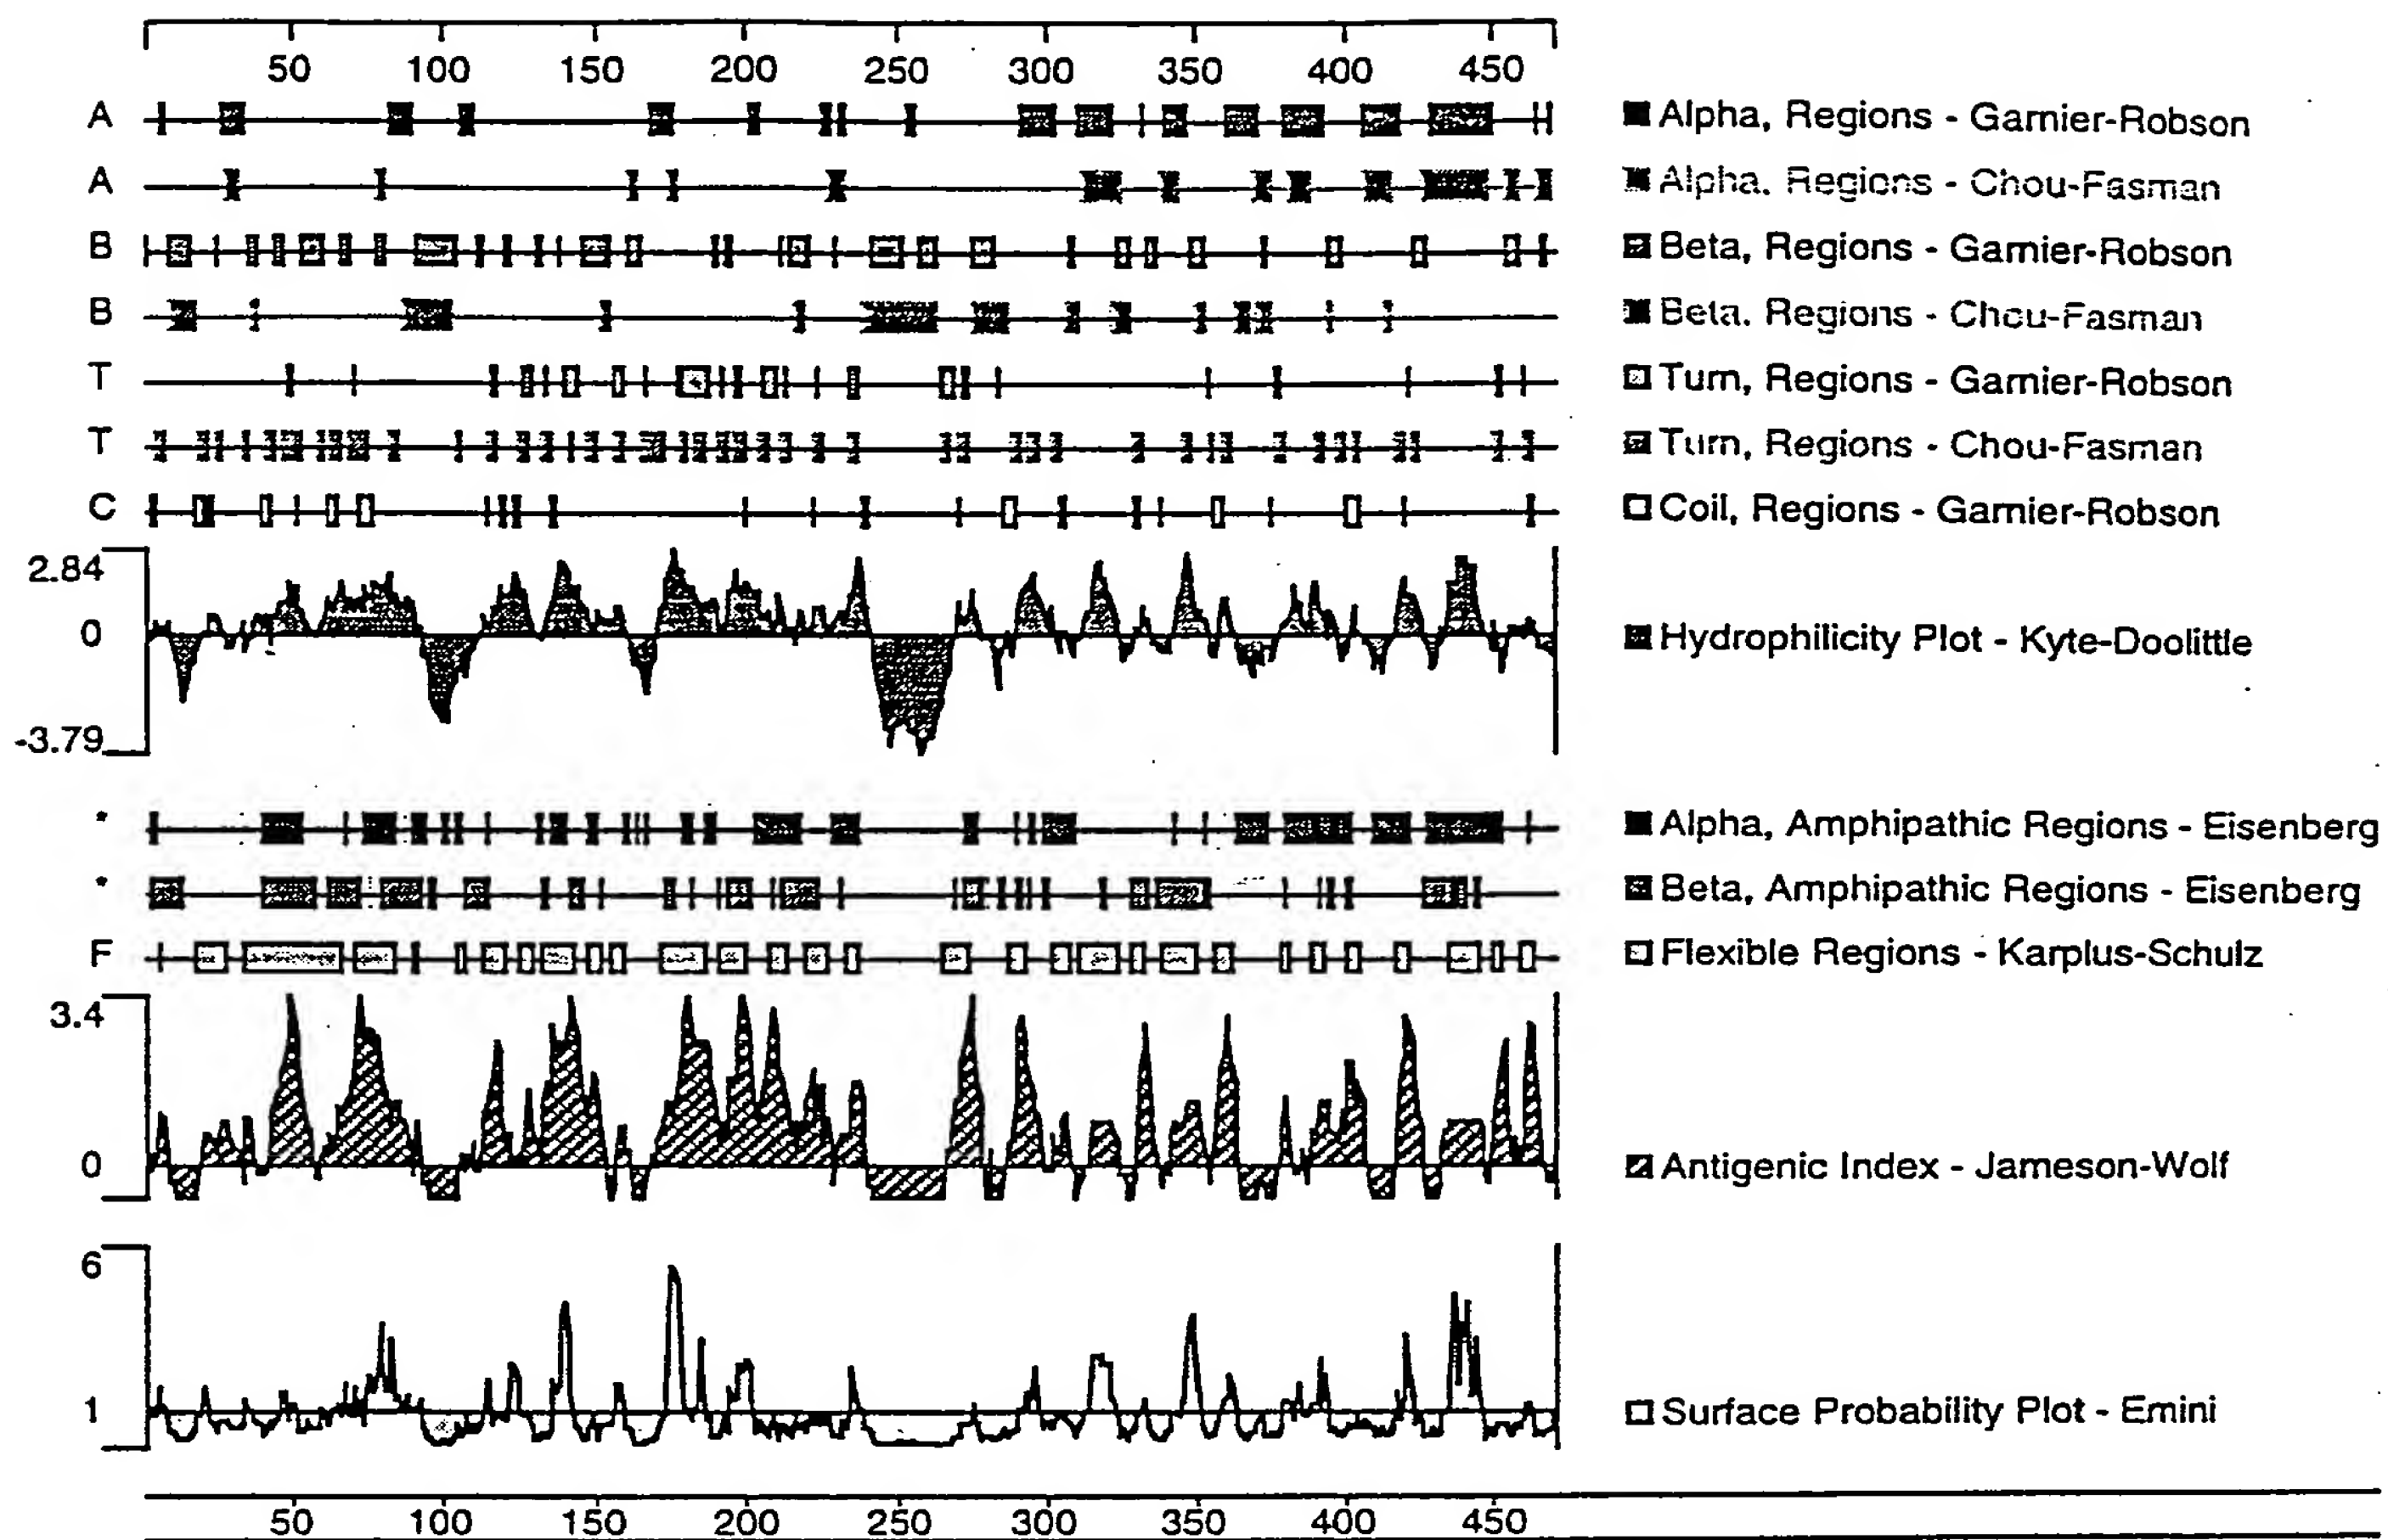 50 100 150 200 250 300 350 400 450
A Alpha, Regions - Garnier-Robson
A Alpha. Regions - Chou-Fasman
B Beta, Regions - Garnier-Robson
B Beta. Regions - Chou-Fasman
T Turn, Regions - Garnier-Robson
T Turn, Regions - Chou-Fasman
C Coil, Regions - Garnier-Robson
2.84
0 Hydrophilicity Plot - Kyte-Doolittle
-3.79
* Alpha, Amphipathic Regions - Eisenberg
* Beta, Amphipathic Regions - Eisenberg
F Flexible Regions - Karplus-Schulz
3.4
0 Antigenic Index - Jameson-Wolf
6
1 Surface Probability Plot - Emini
50 100 150 200 250 300 350 400 450